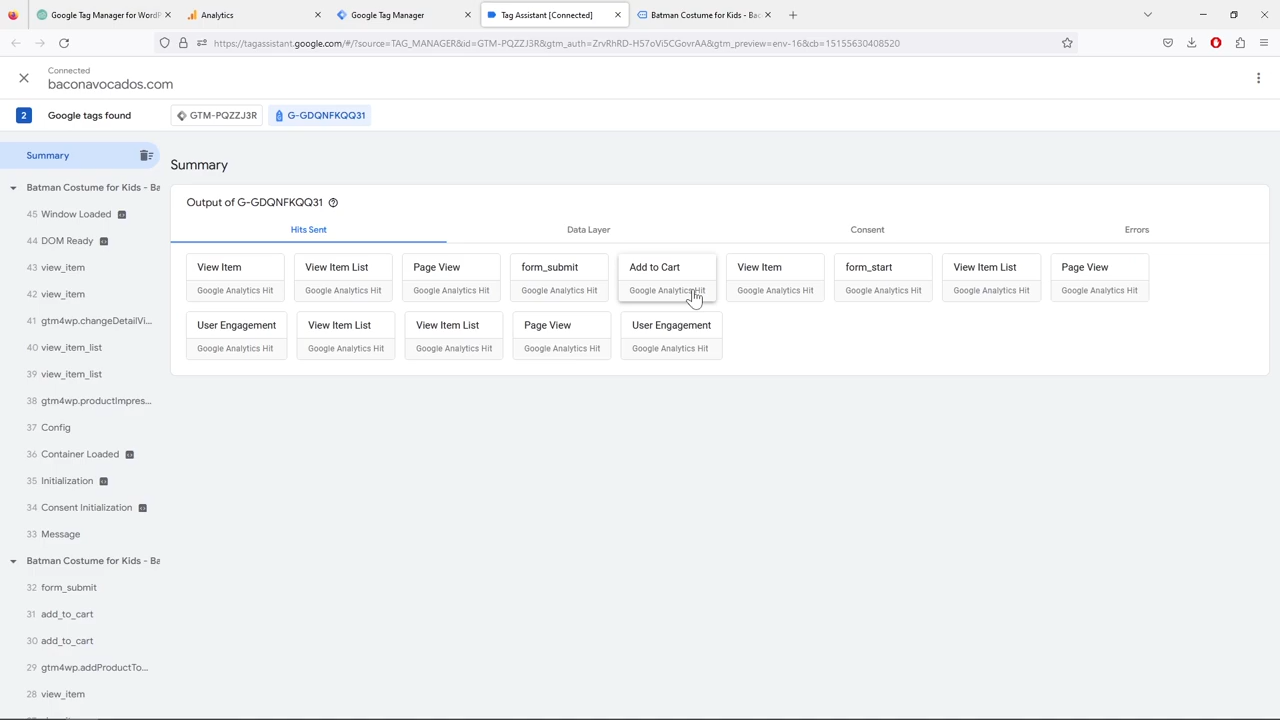 Google Tag Manager for WordP
Analytics
Google Tag Manager
Tag Assistant [Connected]
Batman Costume for Kids - Bac
https://tagassistant.google.com/#/?source=TAG_MANAGER&id=GTM-PQZZJ3R&gtm_auth=ZrvRhRD-H57oVi5CGovrAA&gtm_preview=env-16&cb=15155630408520
Connected
baconavocados.com
2 Google tags found GTM-PQZZJ3R G-GDQNFKQQ31
Summary
Batman Costume for Kids - Ba
45 Window Loaded
44 DOM Ready
43 view_item
42 view_item
41 gtm4wp.changeDetailVi...
40 view_item_list
39 view_item_list
38 gtm4wp.productImpres...
37 Config
36 Container Loaded
35 Initialization
34 Consent Initialization
33 Message
Batman Costume for Kids - Ba
32 form_submit
31 add_to_cart
30 add_to_cart
29 gtm4wp.addProductTo...
28 view_item
Summary
Output of G-GDQNFKQQ31
Hits Sent Data Layer Consent Errors
View Item View Item List Page View form_submit Add to Cart View Item form_start View Item List Page View
Google Analytics Hit Google Analytics Hit Google Analytics Hit Google Analytics Hit Google Analytics Hit Google Analytics Hit Google Analytics Hit Google Analytics Hit Google Analytics Hit
User Engagement View Item List View Item List Page View User Engagement
Google Analytics Hit Google Analytics Hit Google Analytics Hit Google Analytics Hit Google Analytics Hit